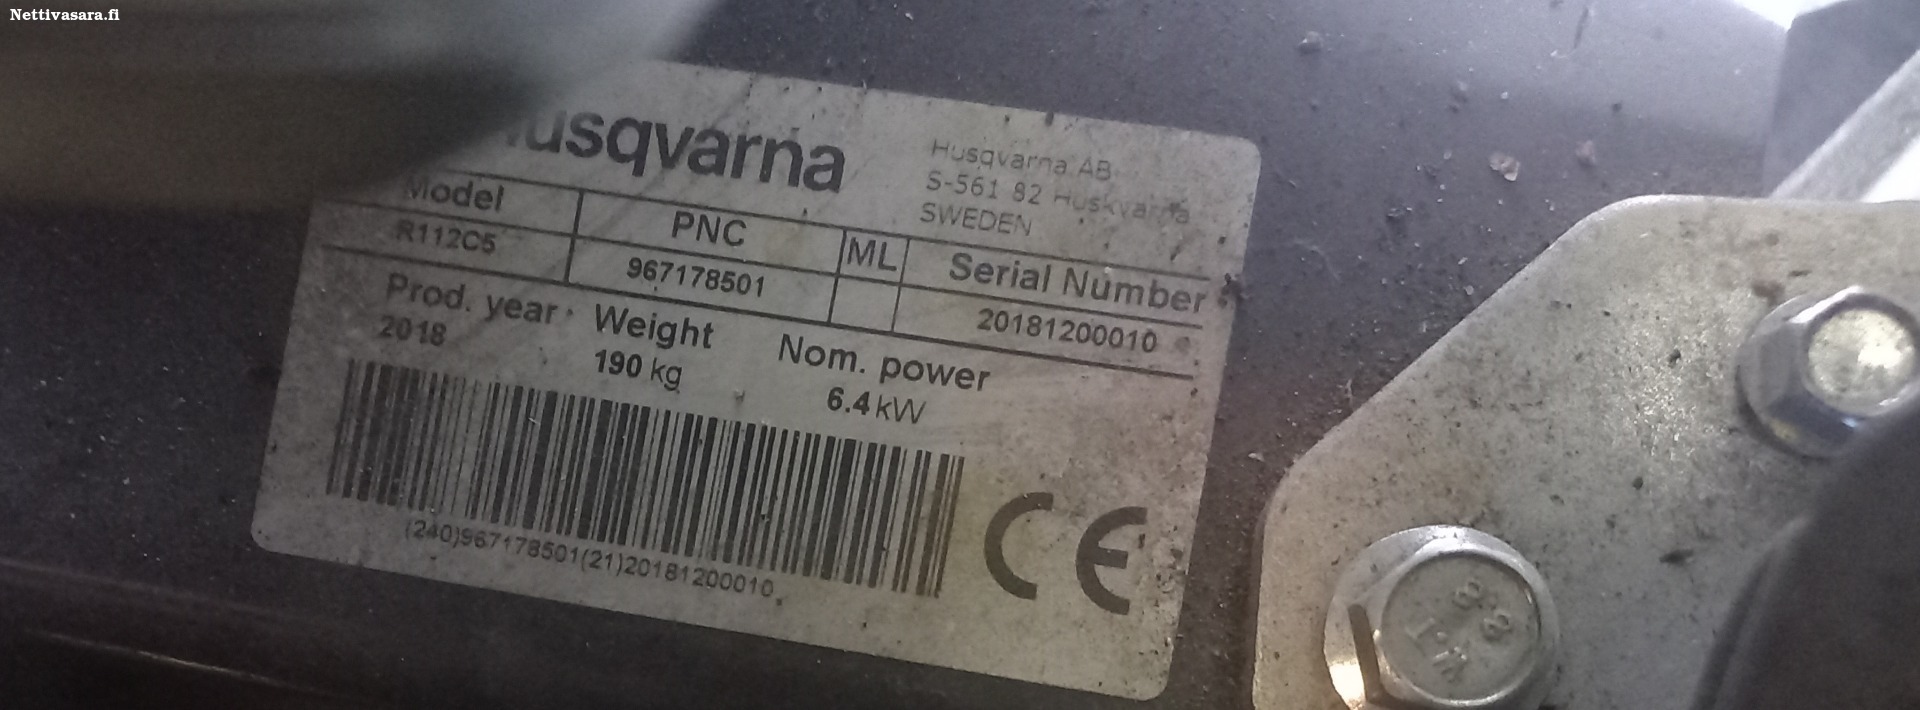 Nettivasara.fi
Husqvarna
Husqvarna AB
S-561 82 Huskvarna
SWEDEN
Model PNC ML Serial Number
R112C5 967178501 20181200010
Prod. year Weight Nom. power
2018 190 kg 6.4 kW
(240)967178501(21)20181200010
CE
8.8